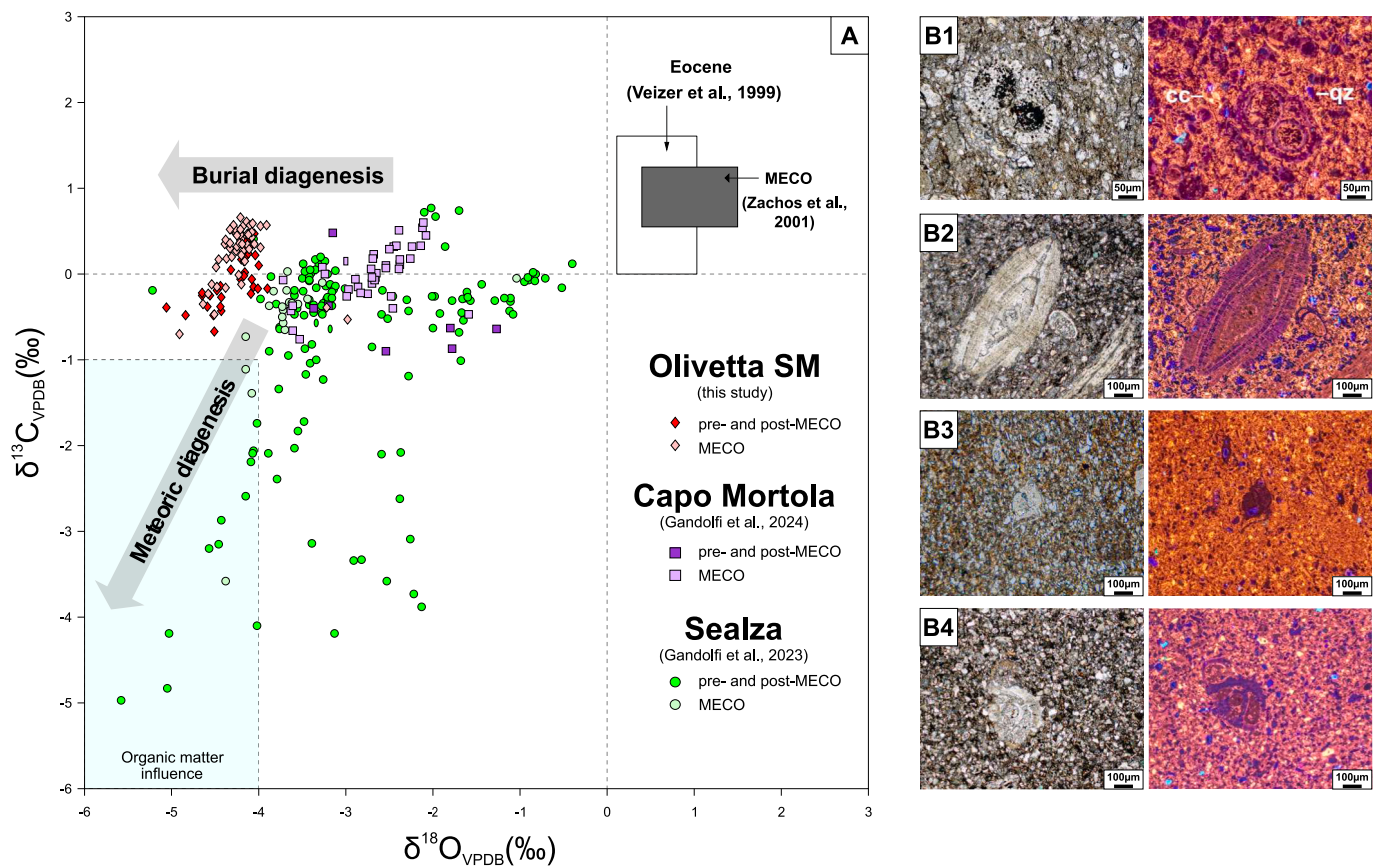 A
3
2
1
0
-1
-2
-3
-4
-5
-6
δ13CVPDB(‰)
-6 -5 -4 -3 -2 -1 0 1 2 3
δ18OVPDB(‰)
Eocene
(Veizer et al., 1999)
MECO
(Zachos et al.,
2001)
Burial diagenesis
Meteoric diagenesis
Organic matter
influence
Olivetta SM
(this study)
pre- and post-MECO
MECO
Capo Mortola
(Gandolfi et al., 2024)
pre- and post-MECO
MECO
Sealza
(Gandolfi et al., 2023)
pre- and post-MECO
MECO
B1
50µm
cc–
–qz
50µm
B2
100µm
100µm
B3
100µm
100µm
B4
100µm
100µm